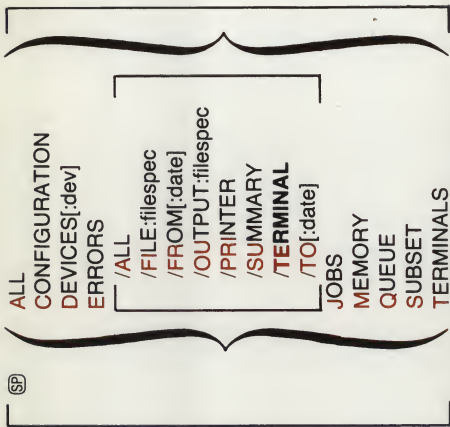 SP
ALL
CONFIGURATION
DEVICES[:dev]
ERRORS
/ALL
/FILE:filespec
/FROM[:date]
/OUTPUT:filespec
/PRINTER
/SUMMARY
/TERMINAL
/TO[:date]
JOBS
MEMORY
QUEUE
SUBSET
TERMINALS